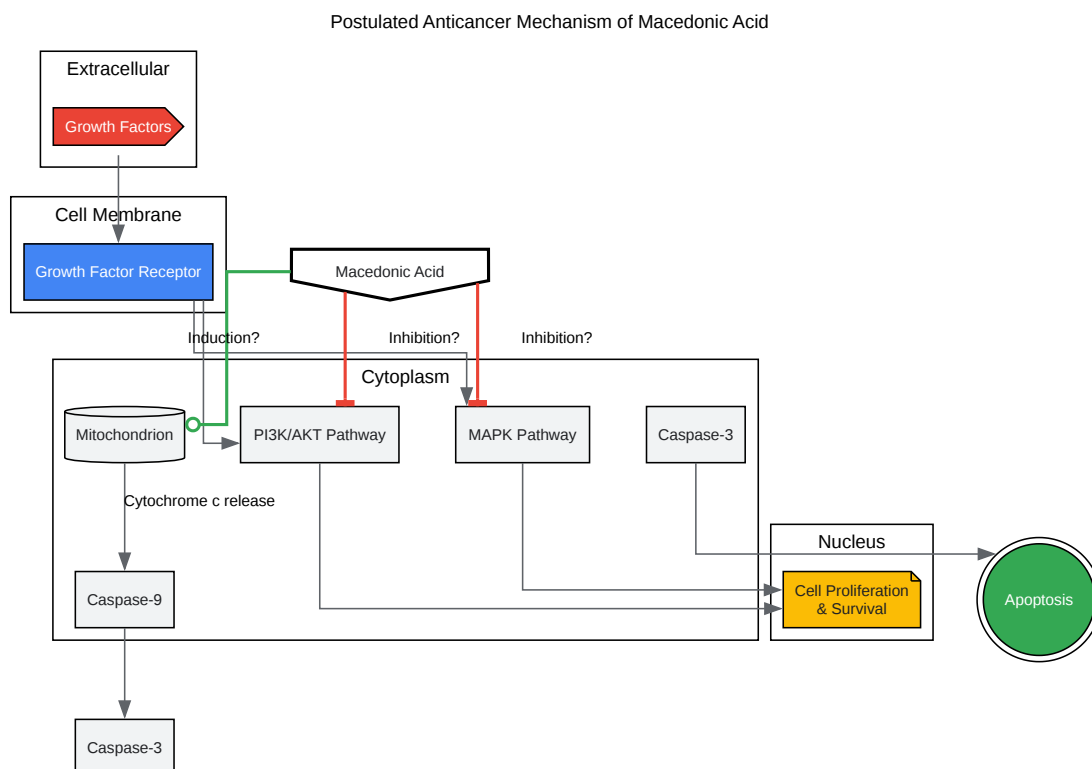 Postulated Anticancer Mechanism of Macedonic Acid
Extracellular
Growth Factors
Cell Membrane
Growth Factor Receptor
Macedonic Acid
Induction?
Inhibition?
Inhibition?
Cytoplasm
Mitochondrion
PI3K/AKT Pathway
MAPK Pathway
Caspase-3
Cytochrome c release
Nucleus
Caspase-9
Cell Proliferation
& Survival
Apoptosis
Caspase-3